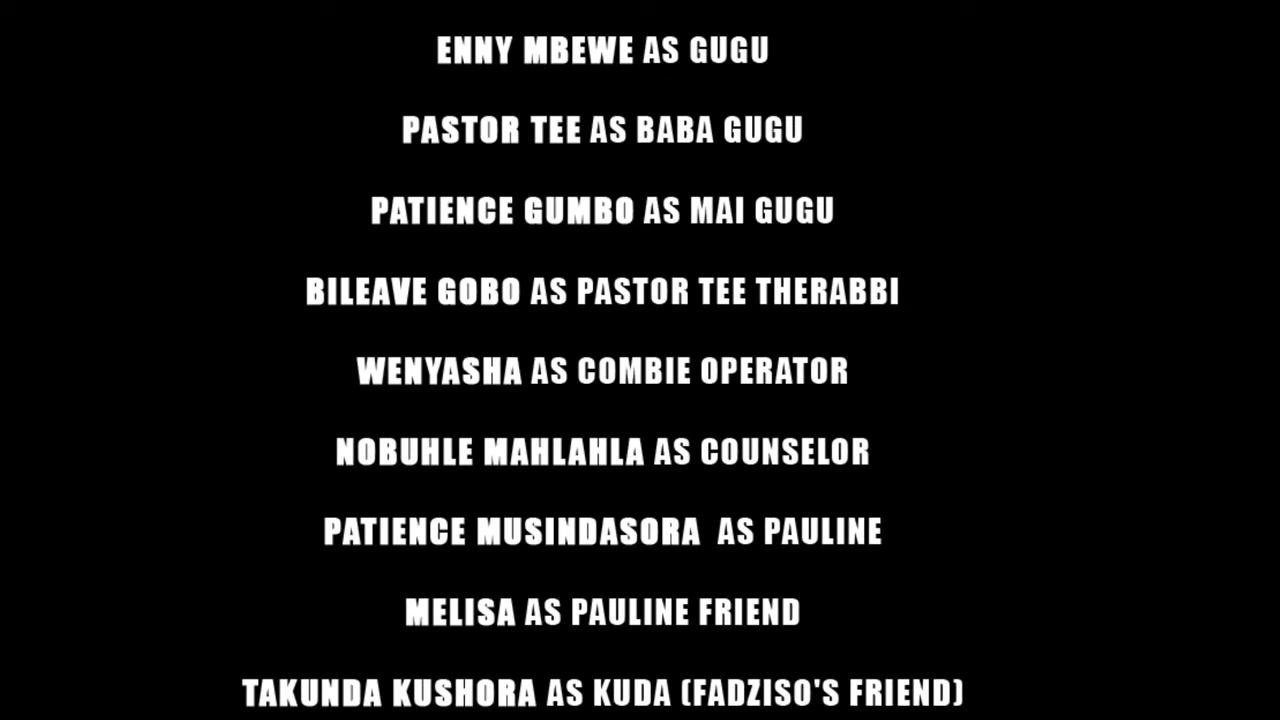 ENNY MBEWE AS GUGU
PASTOR TEE AS BABA GUGU
PATIENCE GUMBO AS MAI GUGU
BILEAVE GOBO AS PASTOR TEE THERABBI
WENYASHA AS COMBIE OPERATOR
NOBUHLE MAHLAHLA AS COUNSELOR
PATIENCE MUSINDASORA AS PAULINE
MELISA AS PAULINE FRIEND
TAKUNDA KUSHORA AS KUDA (FADZISO'S FRIEND)